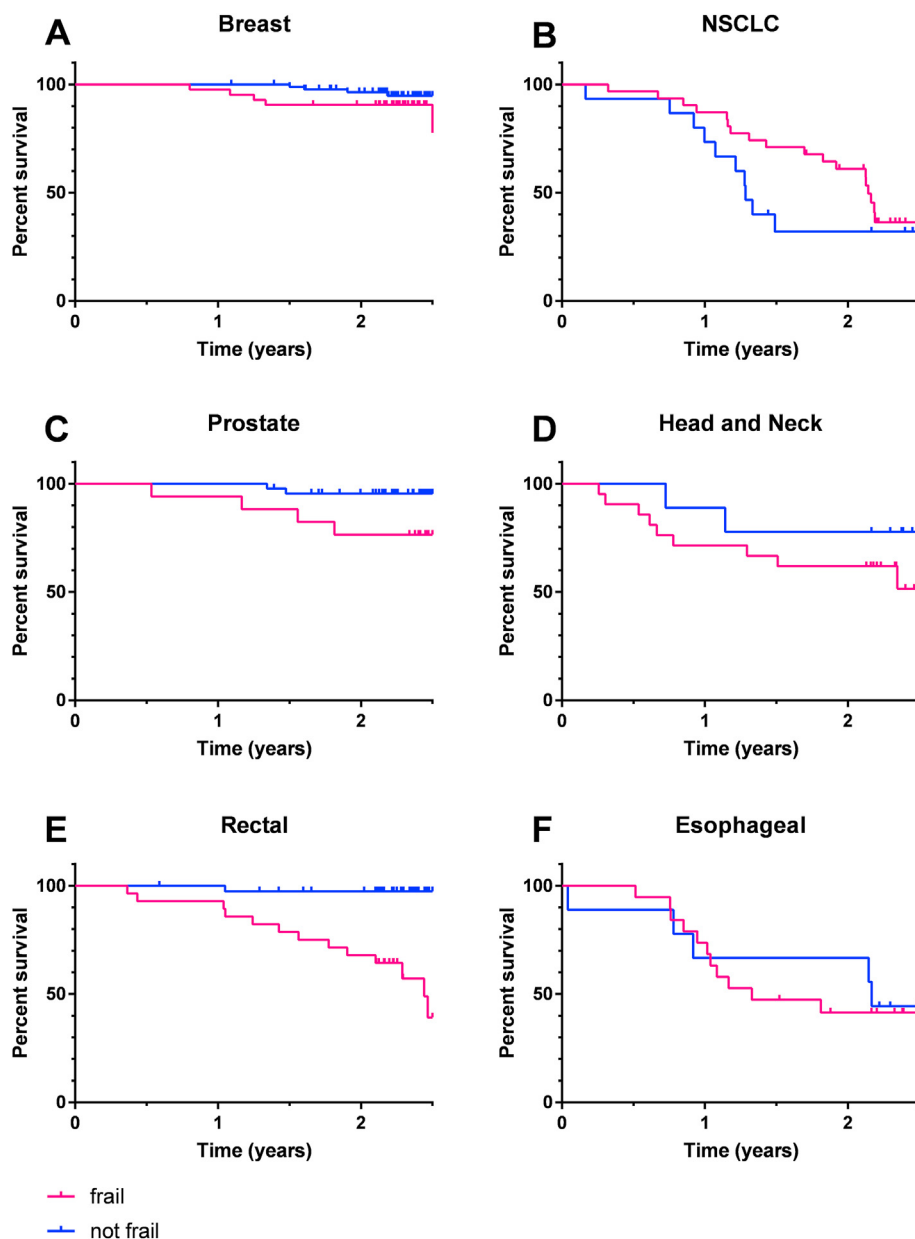 A Breast
Percent survival
100
50
0
0 1 2
Time (years)
B NSCLC
Percent survival
100
50
0
0 1 2
Time (years)
C Prostate
Percent survival
100
50
0
0 1 2
Time (years)
D Head and Neck
Percent survival
100
50
0
0 1 2
Time (years)
E Rectal
Percent survival
100
50
0
0 1 2
Time (years)
F Esophageal
Percent survival
100
50
0
0 1 2
Time (years)
frail
not frail